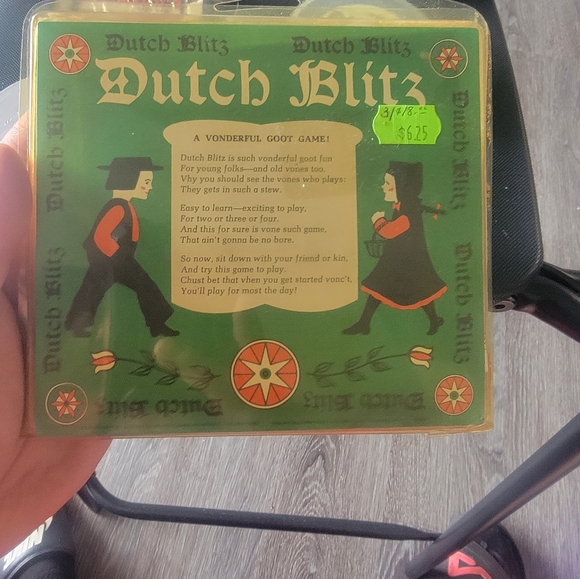 Dutch Blitz Dutch Blitz
Dutch Blitz
3/4/8
$6.25
A VONDERFUL GOOT GAME!
Dutch Blitz is such vonderful goot fun
For young folks—and old vones too.
Vhy you should see the vones who plays:
They gets in such a stew.
Easy to learn—exciting to play,
For two or three or four.
And this for sure is vone such game,
That ain't gonna be no bore.
So now, sit down with your friend or kin,
And try this game to play.
Chust bet that vhen you get started vonc't,
You'll play for most the day!
Dutch Blitz
Dutch Blitz
Dutch Blitz
Dutch Blitz
Dutch Blitz
Dutch Blitz